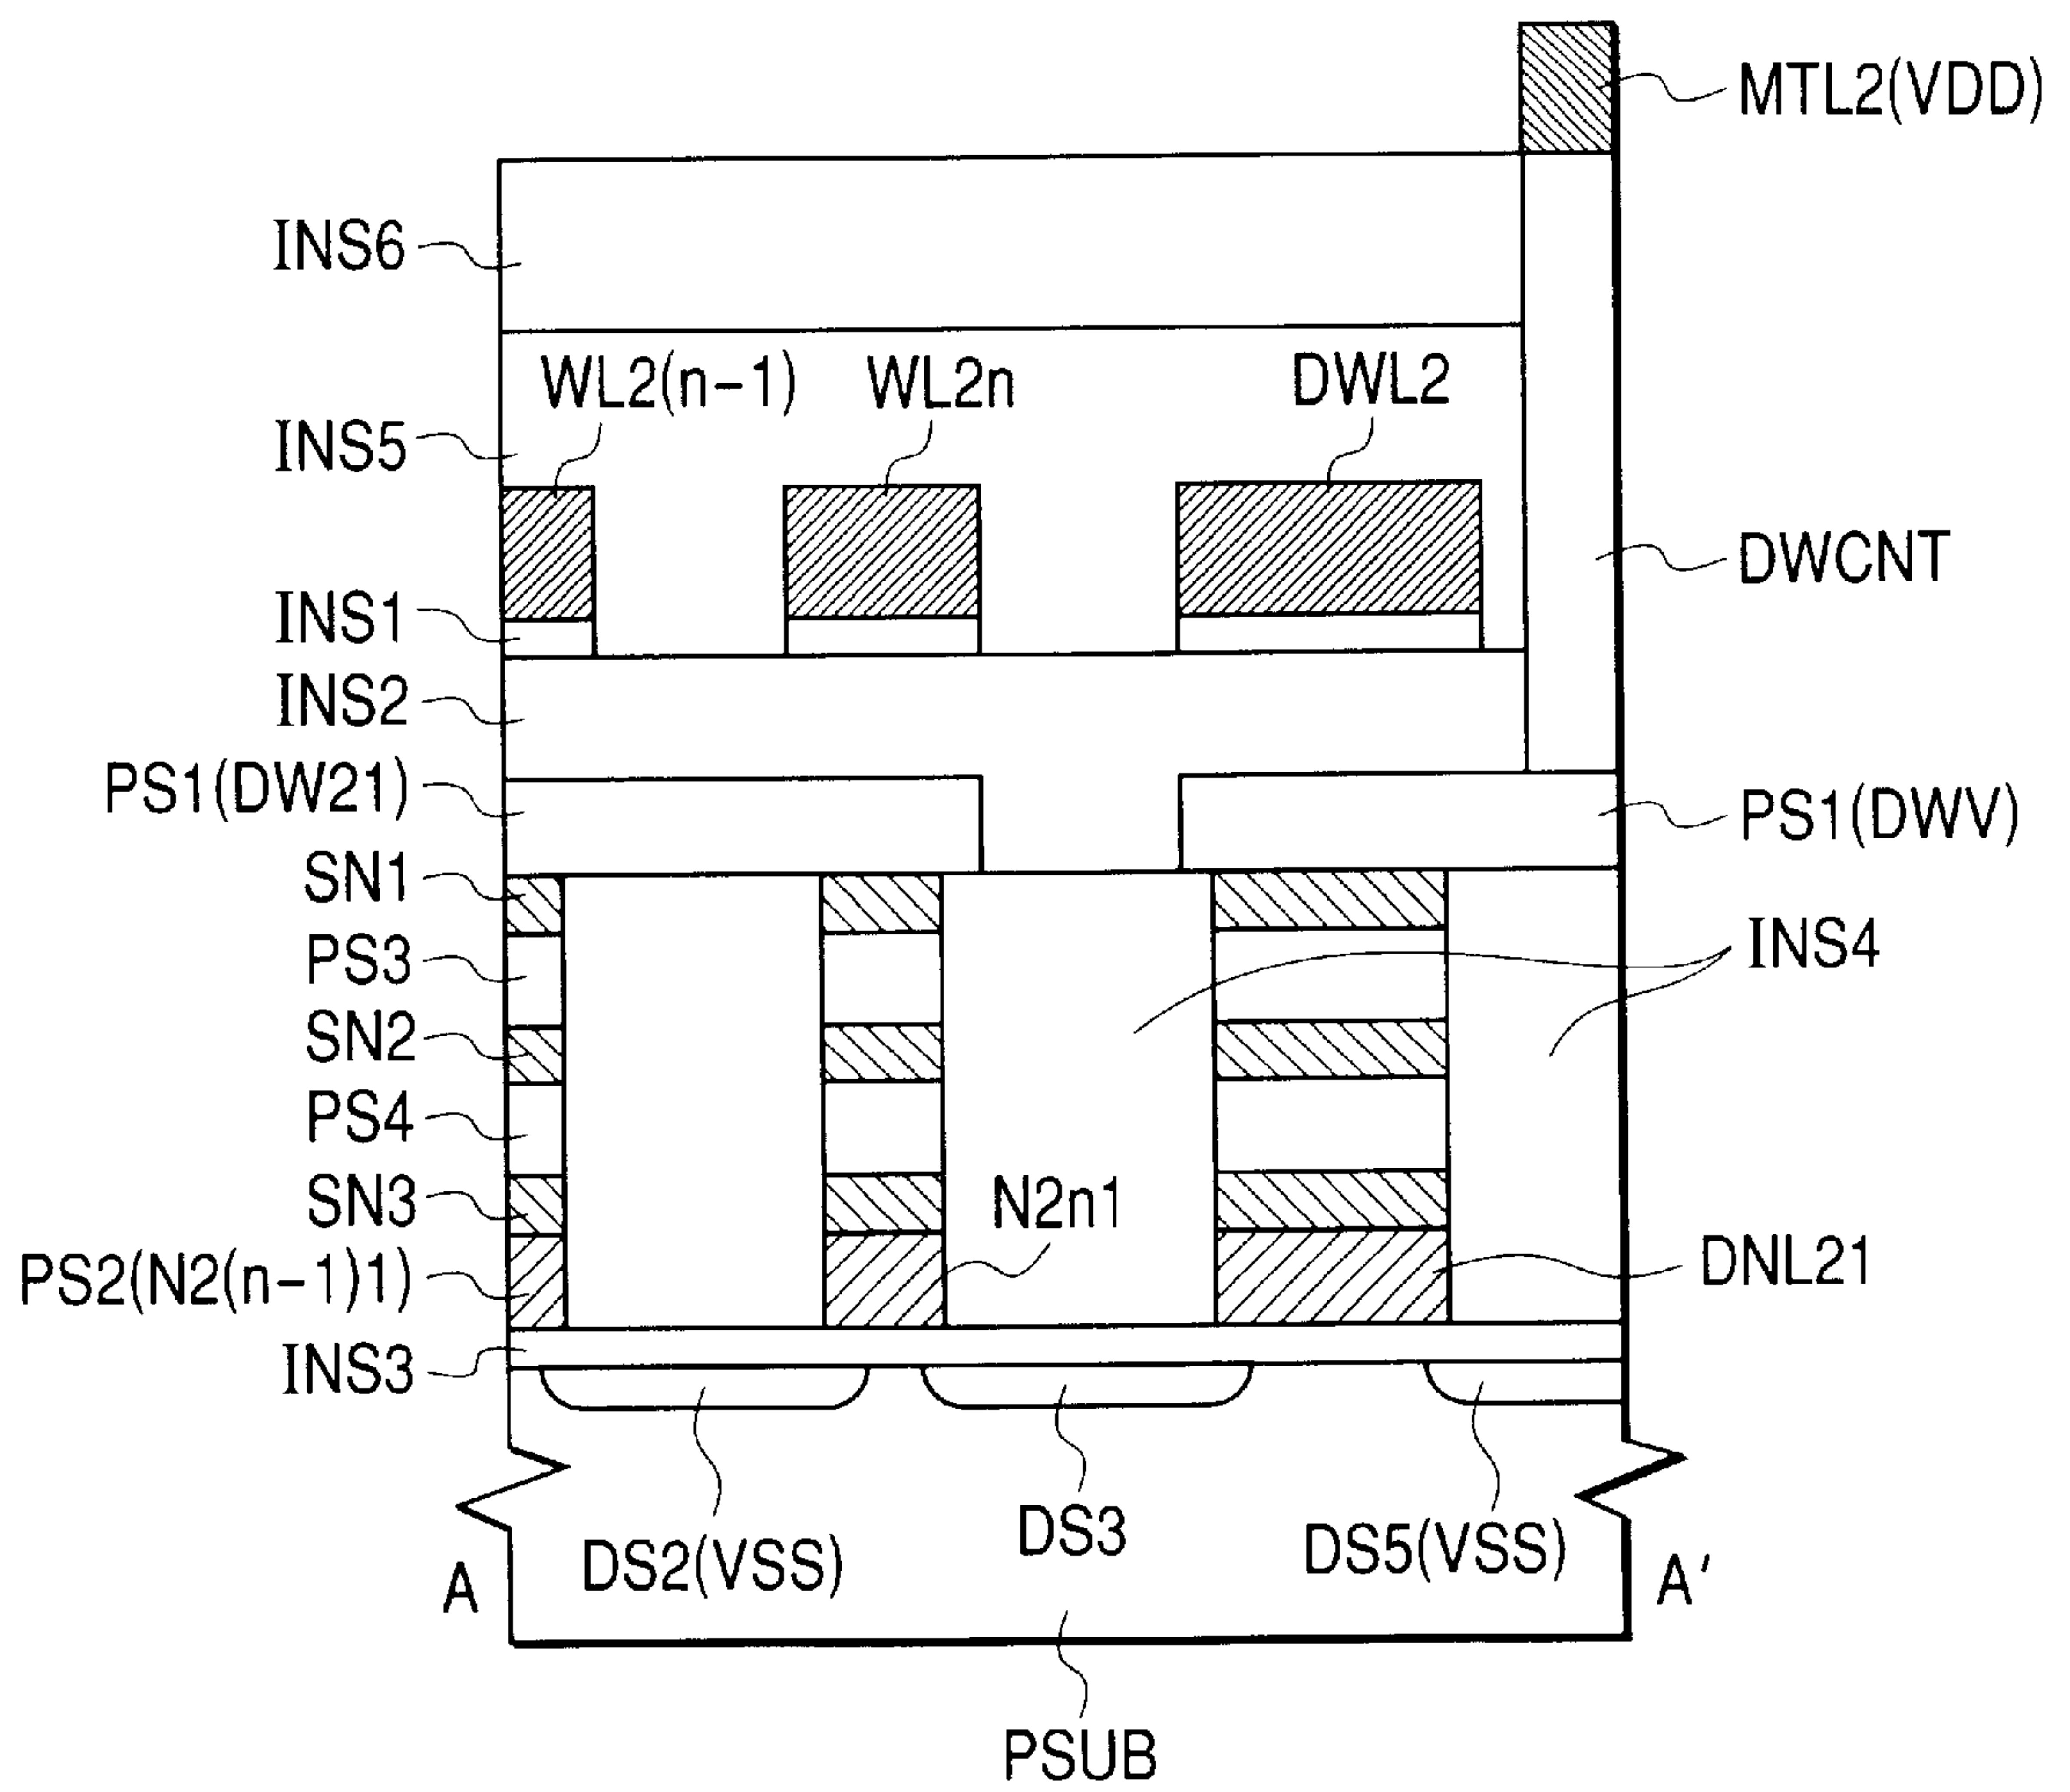 MTL2(VDD)
INS6
WL2(n-1)
WL2n
DWL2
INS5
DWCNT
INS1
INS2
PS1(DW21)
PS1(DWV)
SN1
INS4
PS3
SN2
PS4
SN3
N2n1
PS2(N2(n-1)1)
DNL21
INS3
DS2(VSS)
DS3
DS5(VSS)
A
A'
PSUB